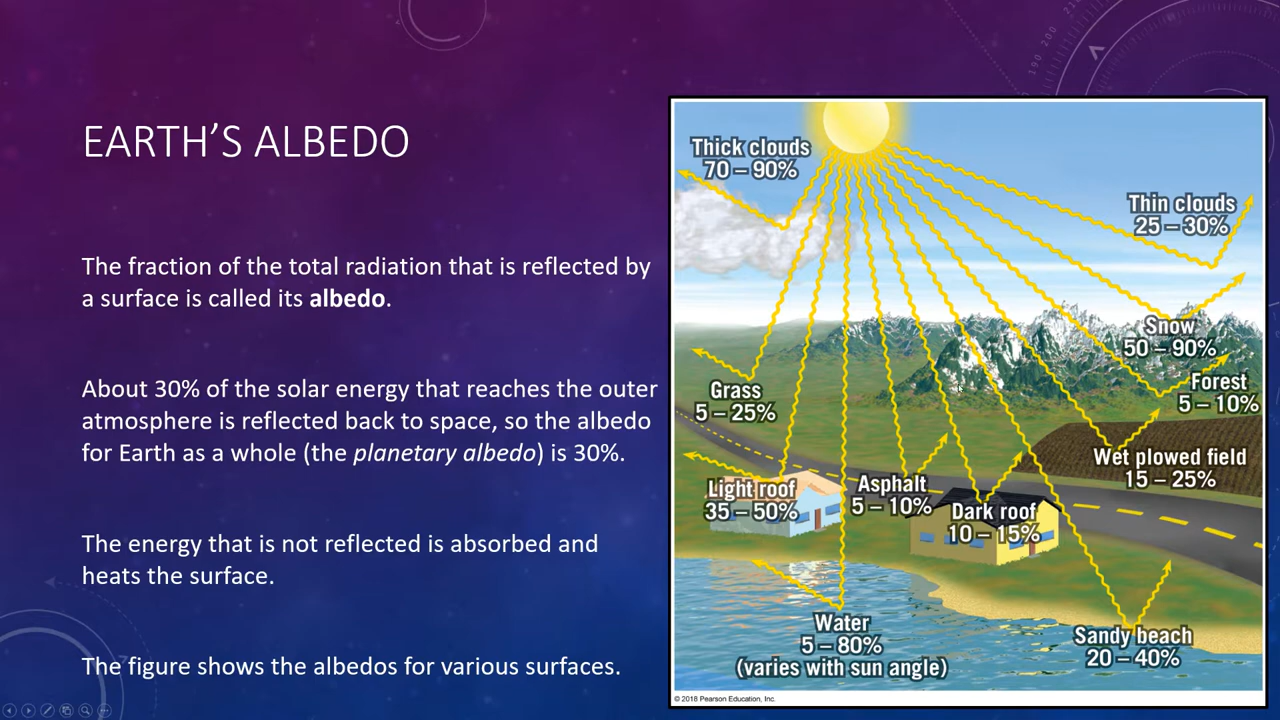 EARTH'S ALBEDO
The fraction of the total radiation that is reflected by
a surface is called its albedo.
About 30% of the solar energy that reaches the outer
atmosphere is reflected back to space, so the albedo
for Earth as a whole (the planetary albedo) is 30%.
The energy that is not reflected is absorbed and
heats the surface.
The figure shows the albedos for various surfaces.
Thick clouds
70 – 90%
Thin clouds
25 – 30%
Snow
50 – 90%
Grass
5 – 25%
Forest
5 – 10%
Wet plowed field
15 – 25%
Light roof
35 – 50%
Asphalt
5 – 10%
Dark roof
10 – 15%
Water
5 – 80%
(varies with sun angle)
Sandy beach
20 – 40%
© 2018 Pearson Education, Inc.
190 200